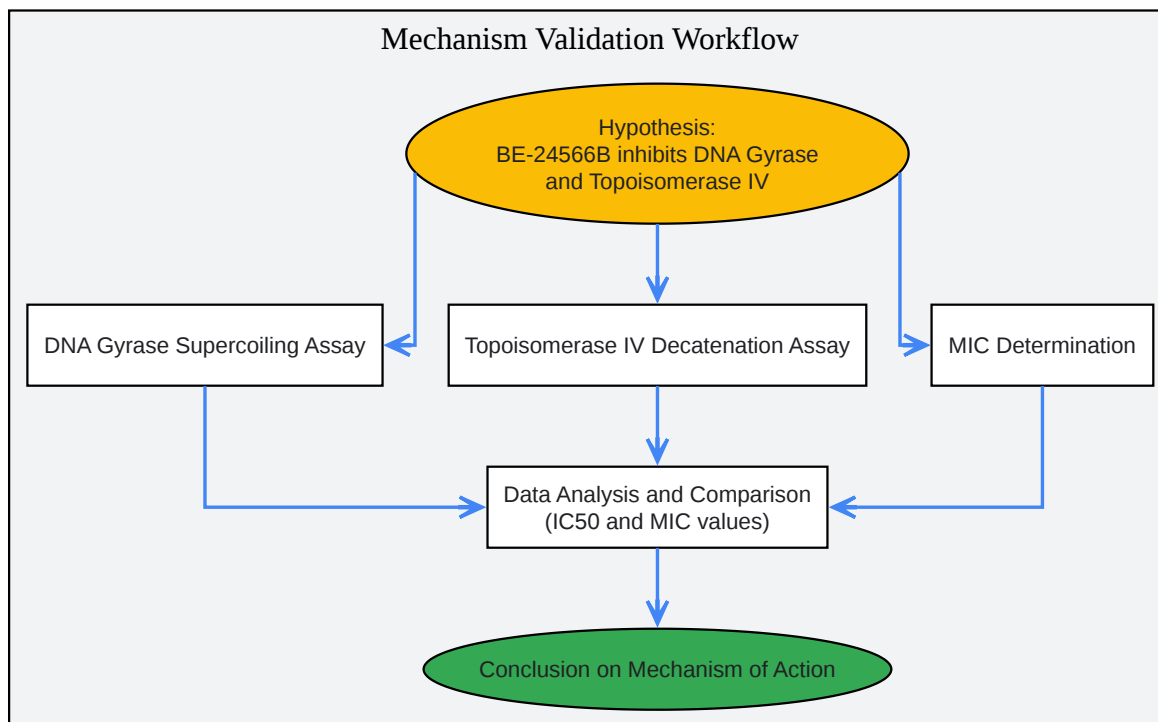 Mechanism Validation Workflow
Hypothesis:
BE-24566B inhibits DNA Gyrase
and Topoisomerase IV
DNA Gyrase Supercoiling Assay
Topoisomerase IV Decatenation Assay
MIC Determination
Data Analysis and Comparison
(IC50 and MIC values)
Conclusion on Mechanism of Action